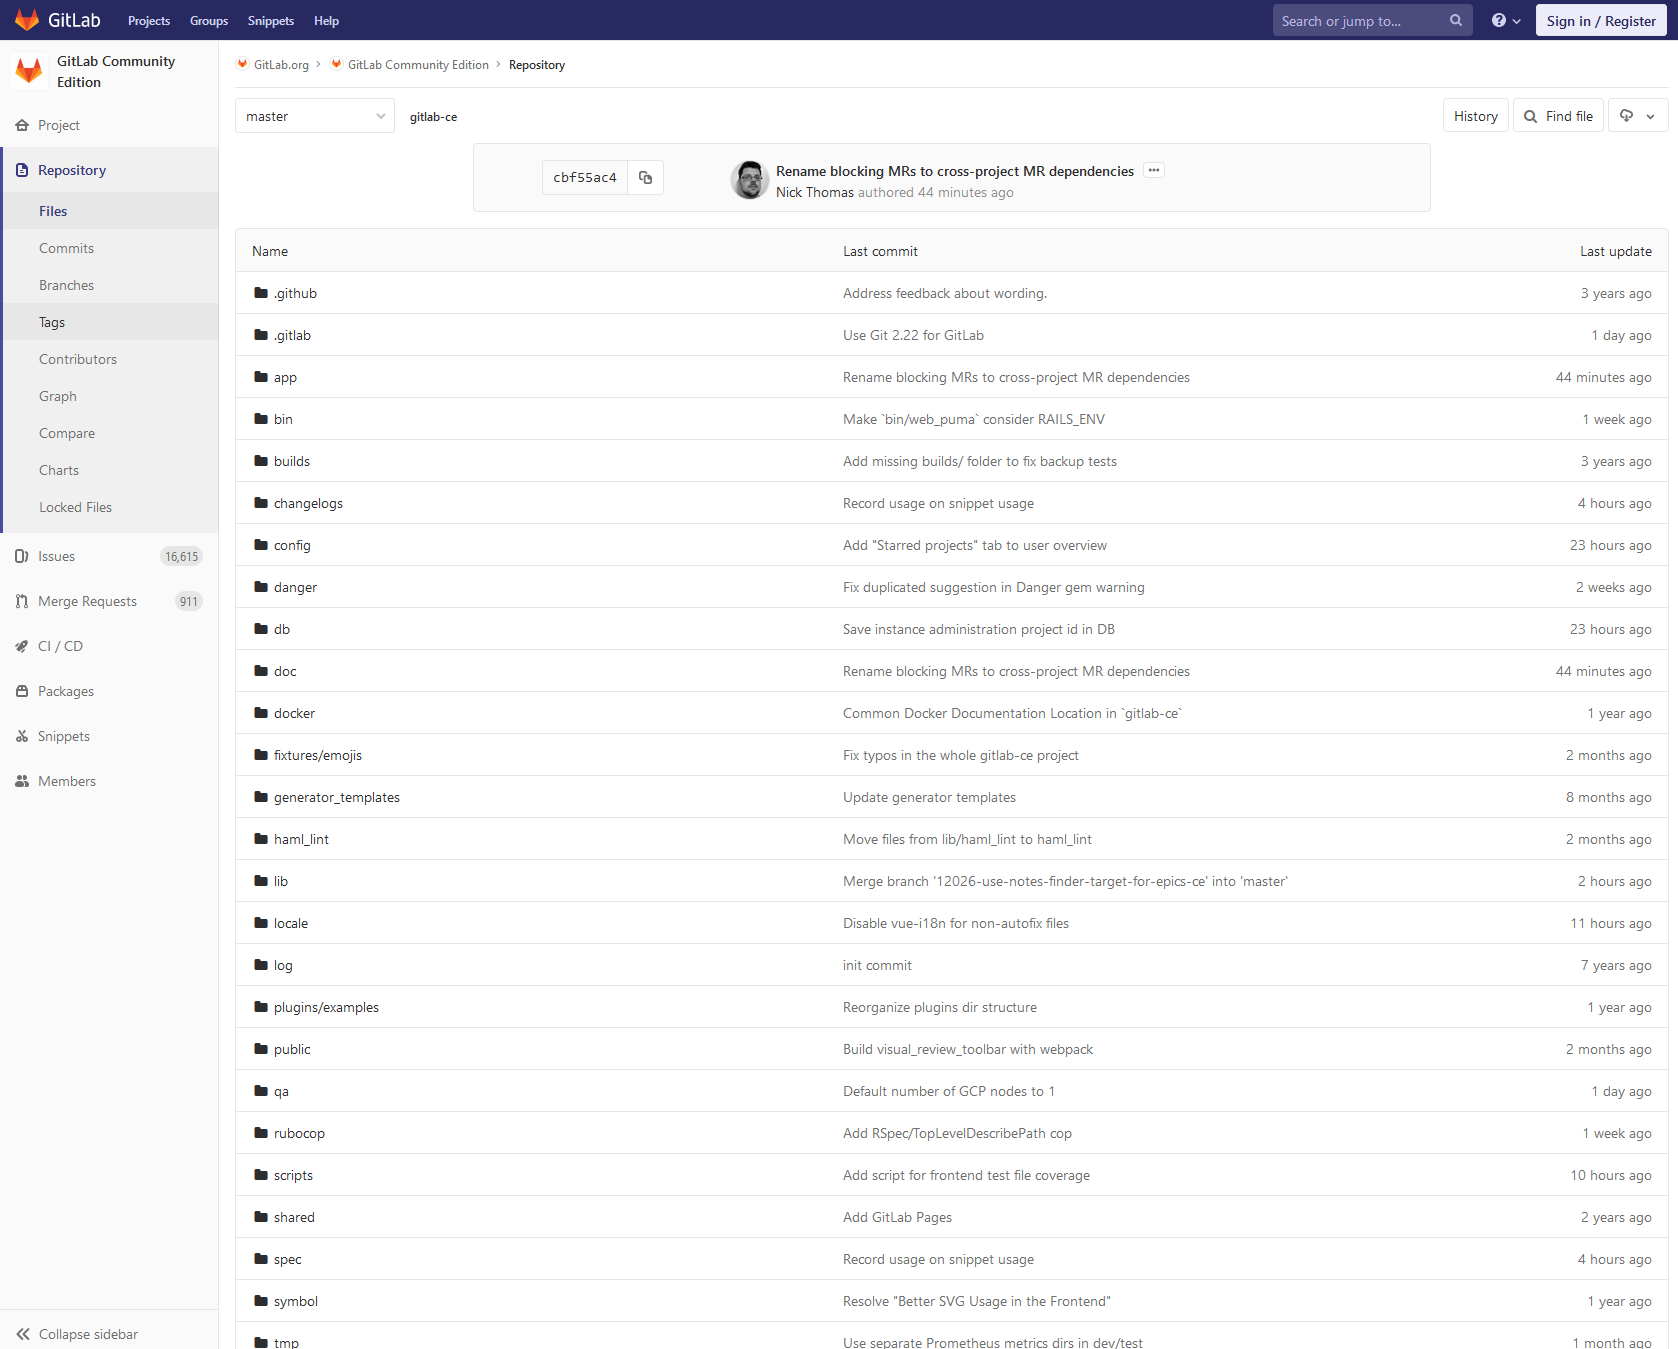 GitLab Projects Groups Snippets Help Search or jump to... Sign in / Register
GitLab Community
Edition
Project
Repository
Files
Commits
Branches
Tags
Contributors
Graph
Compare
Charts
Locked Files
Issues 16,615
Merge Requests 911
CI / CD
Packages
Snippets
Members
Collapse sidebar
GitLab.org › GitLab Community Edition › Repository
master gitlab-ce History Find file
cbf55ac4
Rename blocking MRs to cross-project MR dependencies
Nick Thomas authored 44 minutes ago
Name Last commit Last update
.github Address feedback about wording. 3 years ago
.gitlab Use Git 2.22 for GitLab 1 day ago
app Rename blocking MRs to cross-project MR dependencies 44 minutes ago
bin Make `bin/web_puma` consider RAILS_ENV 1 week ago
builds Add missing builds/ folder to fix backup tests 3 years ago
changelogs Record usage on snippet usage 4 hours ago
config Add "Starred projects" tab to user overview 23 hours ago
danger Fix duplicated suggestion in Danger gem warning 2 weeks ago
db Save instance administration project id in DB 23 hours ago
doc Rename blocking MRs to cross-project MR dependencies 44 minutes ago
docker Common Docker Documentation Location in `gitlab-ce` 1 year ago
fixtures/emojis Fix typos in the whole gitlab-ce project 2 months ago
generator_templates Update generator templates 8 months ago
haml_lint Move files from lib/haml_lint to haml_lint 2 months ago
lib Merge branch '12026-use-notes-finder-target-for-epics-ce' into 'master' 2 hours ago
locale Disable vue-i18n for non-autofix files 11 hours ago
log init commit 7 years ago
plugins/examples Reorganize plugins dir structure 1 year ago
public Build visual_review_toolbar with webpack 2 months ago
qa Default number of GCP nodes to 1 1 day ago
rubocop Add RSpec/TopLevelDescribePath cop 1 week ago
scripts Add script for frontend test file coverage 10 hours ago
shared Add GitLab Pages 2 years ago
spec Record usage on snippet usage 4 hours ago
symbol Resolve "Better SVG Usage in the Frontend" 1 year ago
tmp Use separate Prometheus metrics dirs in dev/test 1 month ago